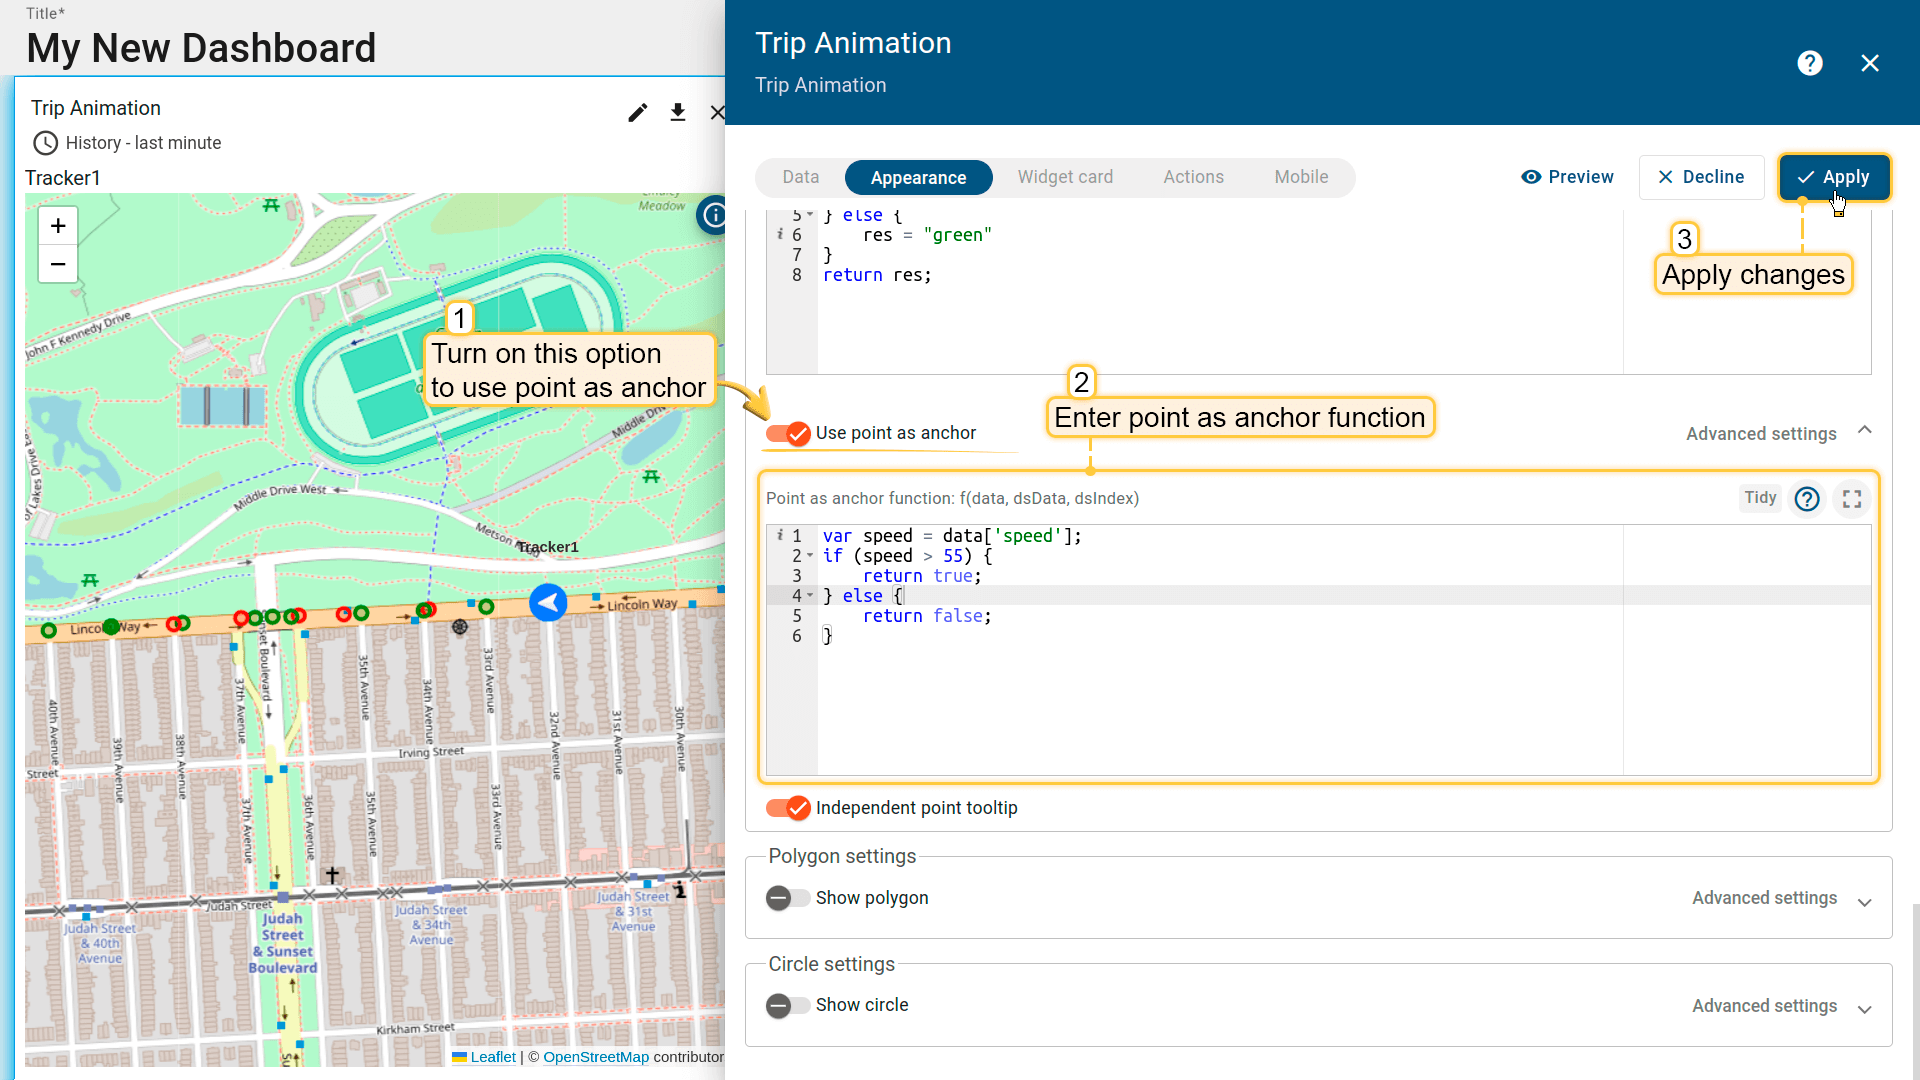 Title*
My New Dashboard
Trip Animation
History - last minute
Tracker1
+
−
Meadow
John F Kennedy Drive
Middle Drive West
Middle Dri
Metson Road
Tracker1
Lincoln Way
Lincoln Way
Sunset Boulevard
40th Avenue
39th Avenue
38th Avenue
37th Avenue
37th Avenue
36th Avenue
35th Avenue
35th Avenue
34th Avenue
33rd Avenue
33rd Avenue
32nd Avenue
31st Avenue
30th Avenue
Irving Street
Street
Judah Street
Judah Street
& 40th
Avenue
Judah
Street
& Sunset
Boulevard
Judah Street
& 34th
Avenue
Judah Street
& 31st
Avenue
Kirkham Street
Leaflet | © OpenStreetMap contributor
1
Turn on this option
to use point as anchor
Trip Animation
Trip Animation
Data
Appearance
Widget card
Actions
Mobile
Preview
Decline
Apply
3
Apply changes
5 } else {
i 6 res = "green"
7 }
8 return res;
2
Enter point as anchor function
Use point as anchor
Advanced settings
Point as anchor function: f(data, dsData, dsIndex)
Tidy
i 1 var speed = data['speed'];
2 if (speed > 55) {
3 return true;
4 } else {
5 return false;
6 }
Independent point tooltip
Polygon settings
Show polygon
Advanced settings
Circle settings
Show circle
Advanced settings